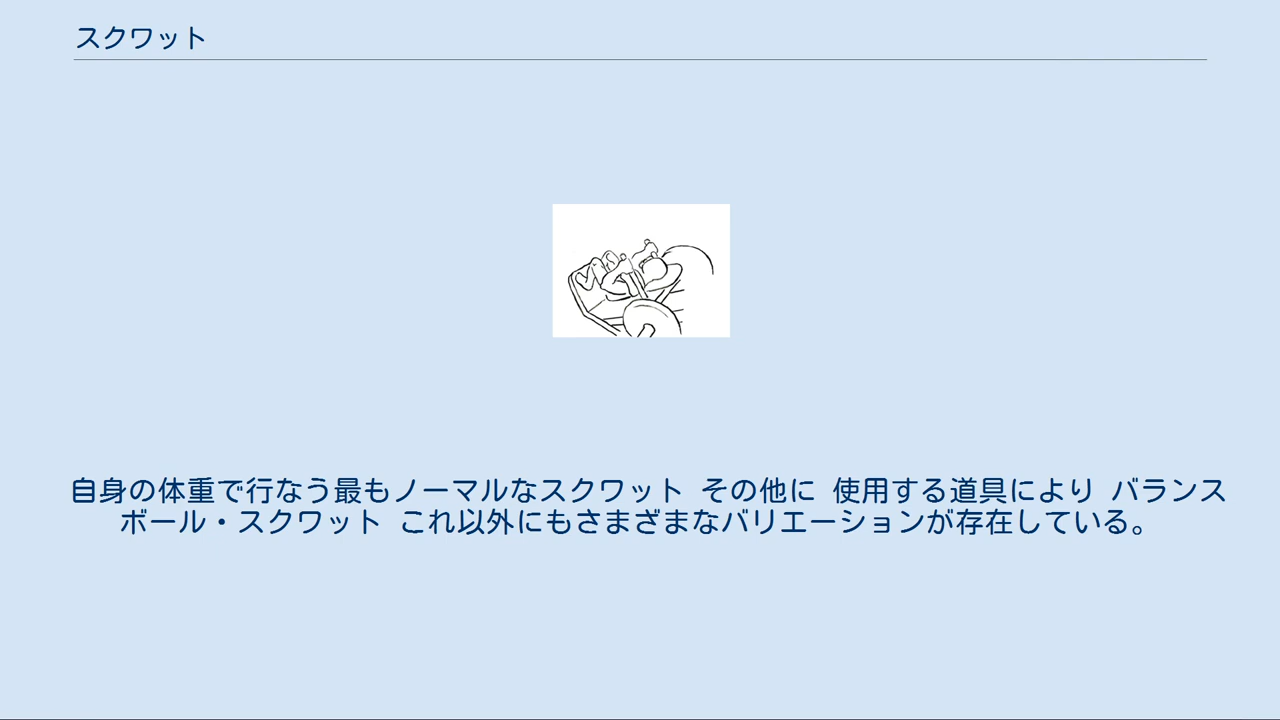 スクワット
自身の体重で行なう最もノーマルなスクワット その他に 使用する道具により バランス
ボール・スクワット これ以外にもさまざまなバリエーションが存在している。